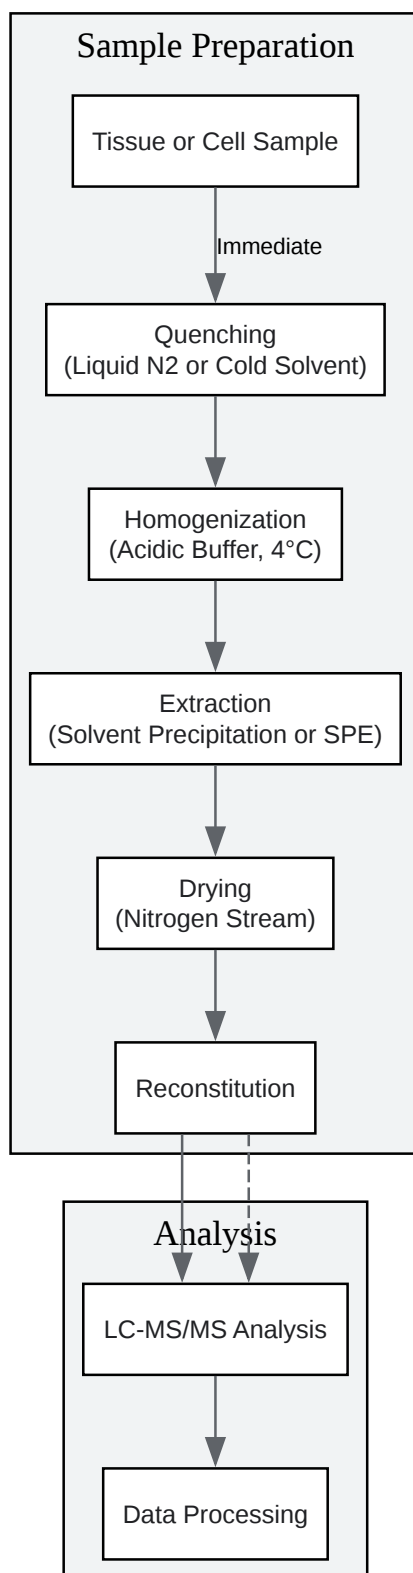 Sample Preparation
Tissue or Cell Sample
Immediate
Quenching
(Liquid N2 or Cold Solvent)
Homogenization
(Acidic Buffer, 4°C)
Extraction
(Solvent Precipitation or SPE)
Drying
(Nitrogen Stream)
Reconstitution
Analysis
LC-MS/MS Analysis
Data Processing